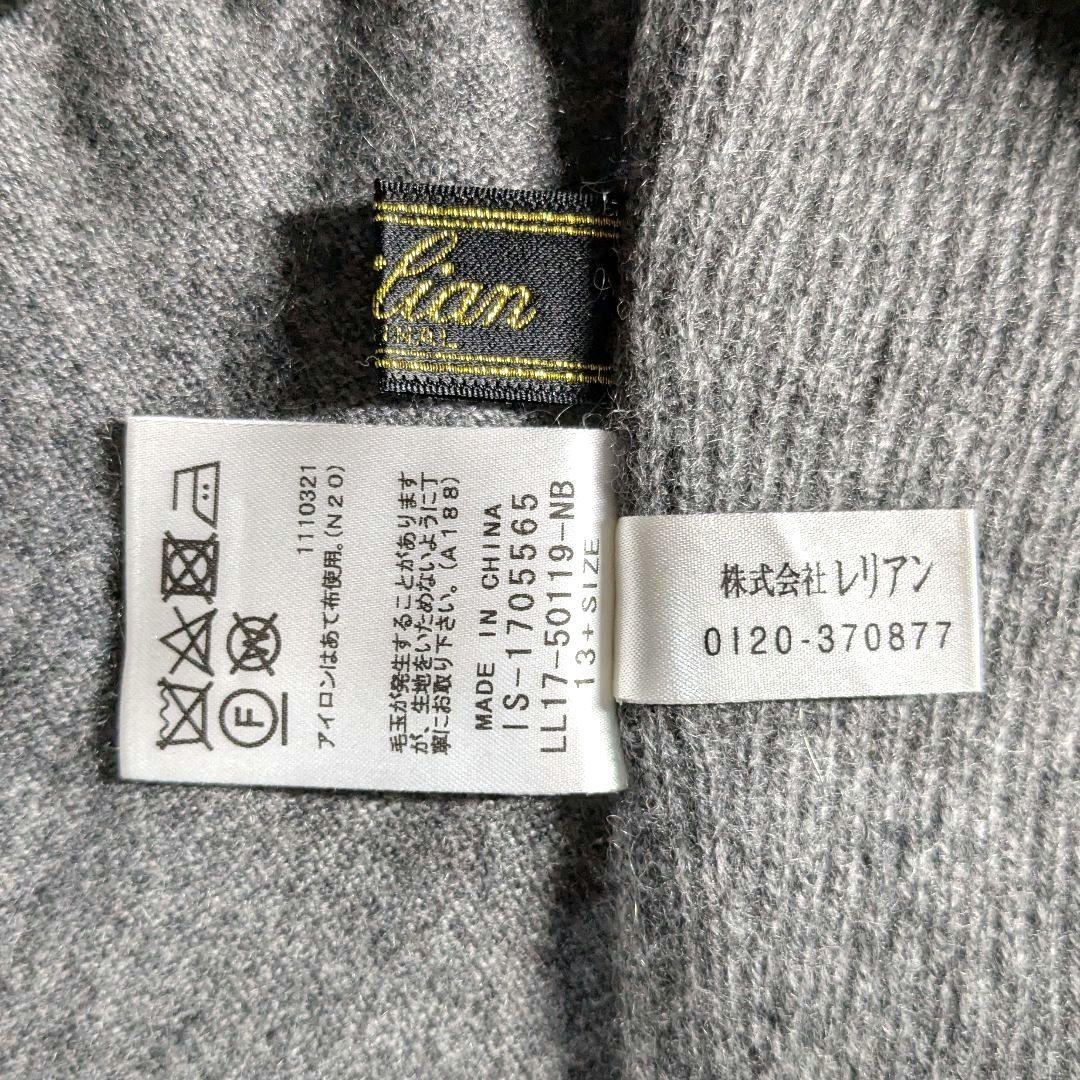 lian
11103211
アイロンはあて布使用。(N20)
毛玉が発生することがあります
が、生地をいためないように丁
寧にお取り下さい。(A188)
MADE IN CHINA
IS-1705565
LL17-50119-NB
13+SIZE
株式会社レリアン
0120-370877
W
F